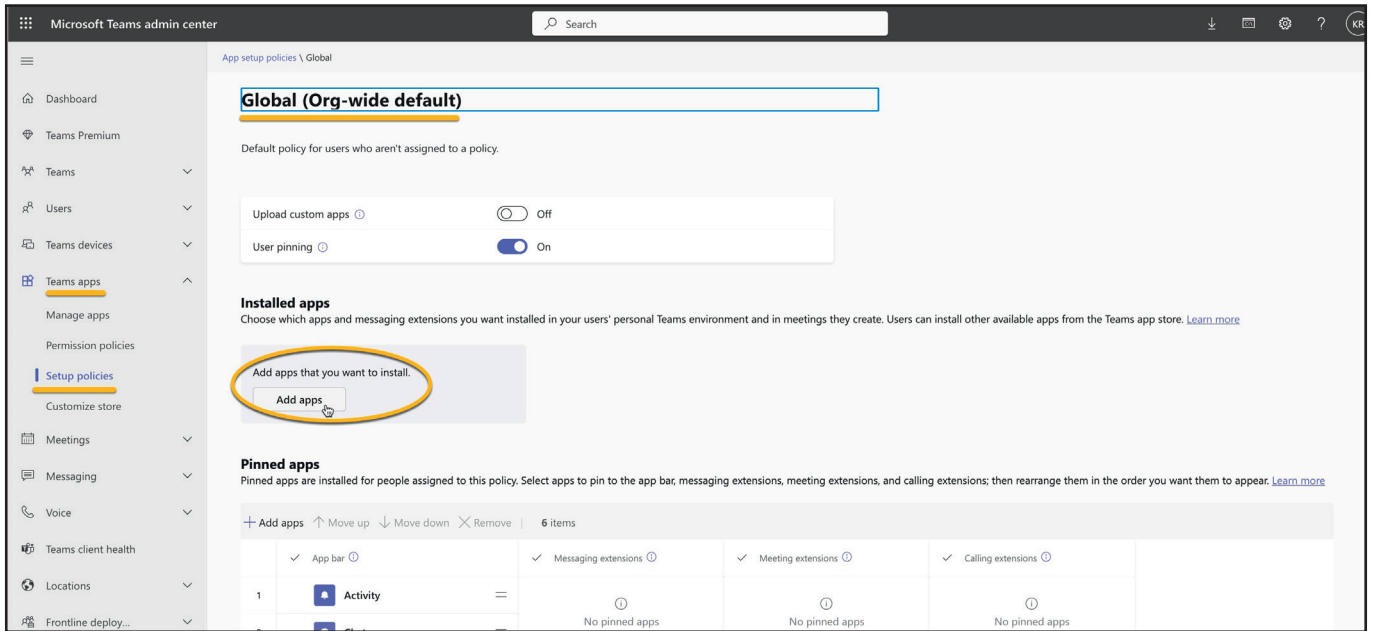 Microsoft Teams admin center
Search
KR
App setup policies \ Global
Dashboard
Teams Premium
Teams
Users
Teams devices
Teams apps
Manage apps
Permission policies
Setup policies
Customize store
Meetings
Messaging
Voice
Teams client health
Locations
Frontline deploy...
Global (Org-wide default)
Default policy for users who aren't assigned to a policy.
Upload custom apps Off
User pinning On
Installed apps
Choose which apps and messaging extensions you want installed in your users' personal Teams environment and in meetings they create. Users can install other available apps from the Teams app store. Learn more
Add apps that you want to install.
Add apps
Pinned apps
Pinned apps are installed for people assigned to this policy. Select apps to pin to the app bar, messaging extensions, meeting extensions, and calling extensions; then rearrange them in the order you want them to appear. Learn more
Add apps Move up Move down Remove | 6 items
App bar Messaging extensions Meeting extensions Calling extensions
1 Activity
No pinned apps No pinned apps No pinned apps